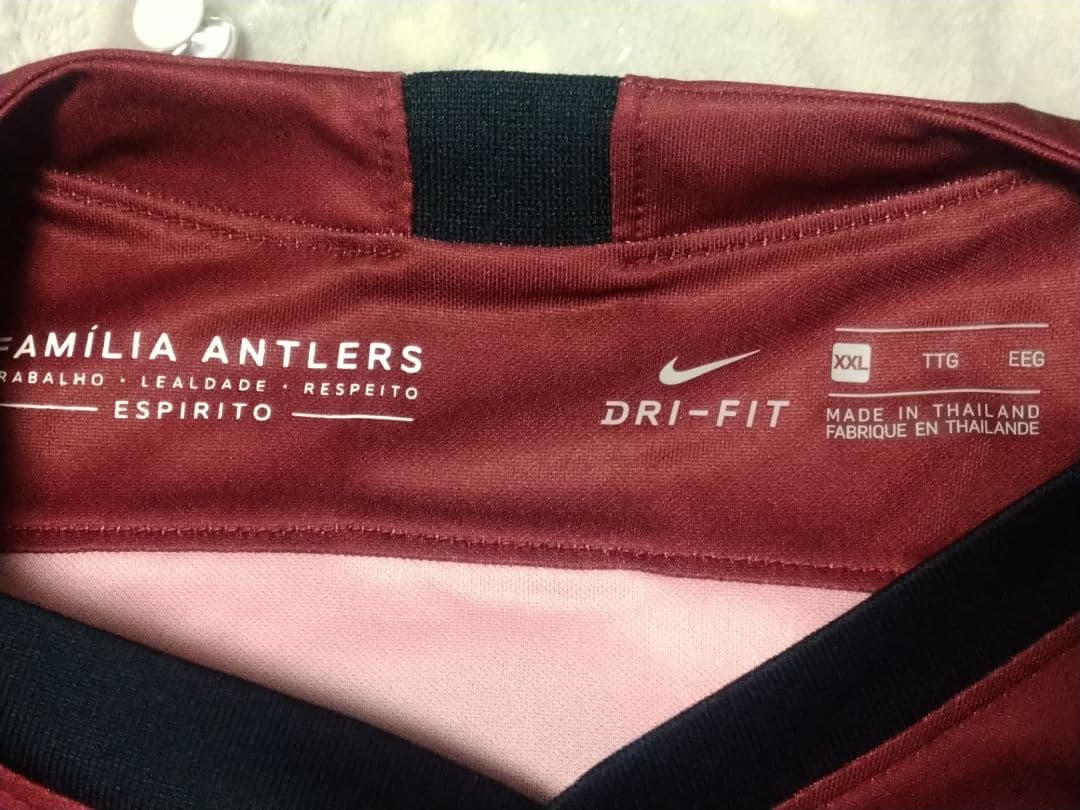 FAMÍLIA ANTLERS
RABALHO · LEALDADE · RESPEITO
ESPIRITO
DRI-FIT
XXL TTG EEG
MADE IN THAILAND
FABRIQUE EN THAILANDE